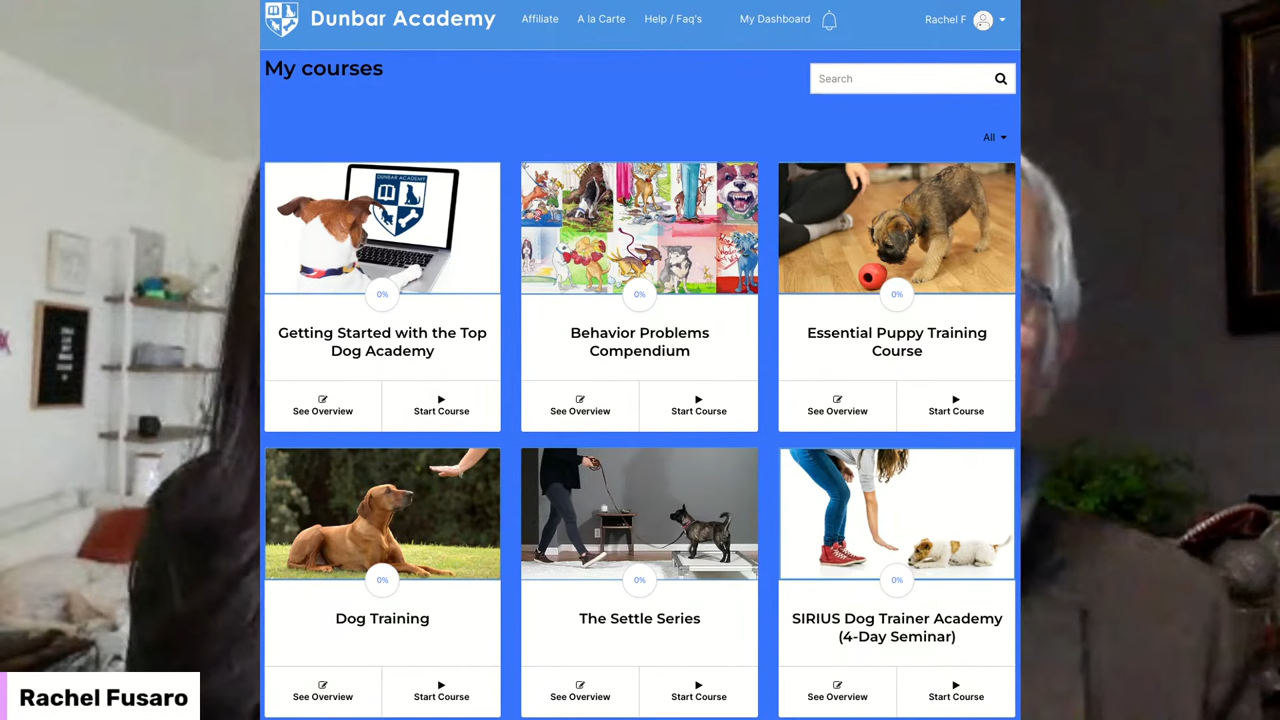 Dunbar Academy
Affiliate
A la Carte
Help / Faq's
My Dashboard
Rachel F
My courses
Search
All
DUNBAR ACADEMY
0%
0%
0%
Getting Started with the Top
Dog Academy
Behavior Problems
Compendium
Essential Puppy Training
Course
See Overview
Start Course
See Overview
Start Course
See Overview
Start Course
0%
0%
0%
Dog Training
The Settle Series
SIRIUS Dog Trainer Academy
(4-Day Seminar)
See Overview
Start Course
See Overview
Start Course
See Overview
Start Course
Rachel Fusaro